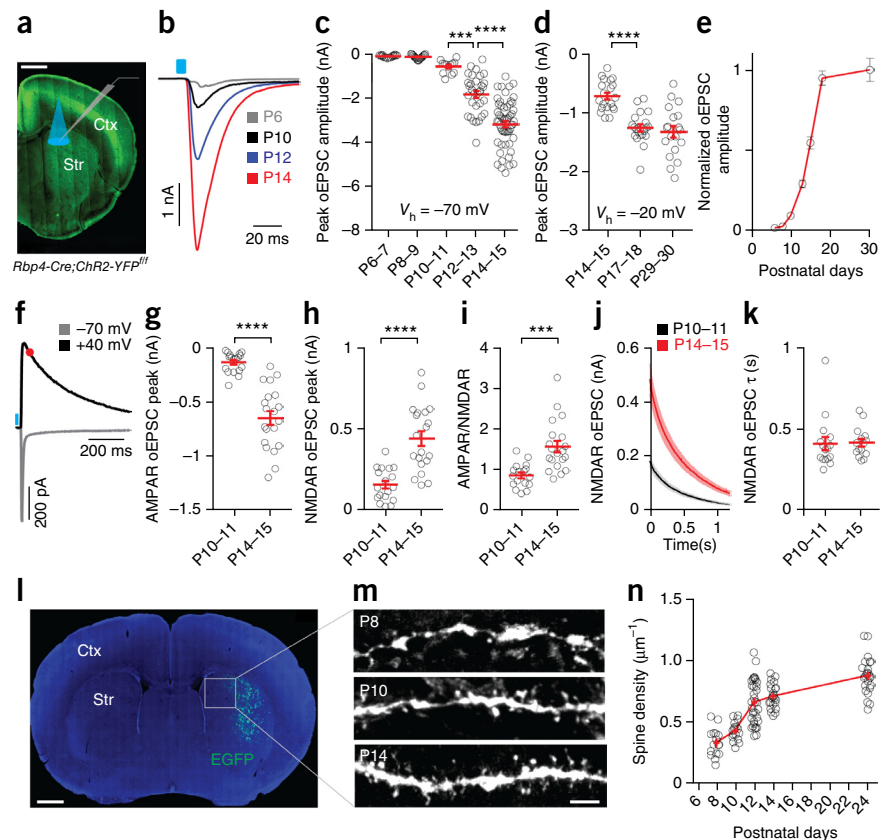 a
Ctx
Str
Rbp4-Cre;ChR2-YFPf/f
b
P6
P10
P12
P14
1 nA
20 ms
c
*** ****
Peak oEPSC amplitude (nA)
0
−1
−2
−3
−4
−5
−6
Vh = −70 mV
P6–7
P8–9
P10–11
P12–13
P14–15
d
****
Peak oEPSC amplitude (nA)
0
−1
−2
−3
Vh = −20 mV
P14–15
P17–18
P29–30
e
Normalized oEPSC
amplitude
1
0
0 10 20 30
Postnatal days
f
−70 mV
+40 mV
200 ms
200 pA
g
****
AMPAR oEPSC peak (nA)
0
−0.5
−1.0
−1.5
P10–11
P14–15
h
****
NMDAR oEPSC peak (nA)
1
0.5
0
P10–11
P14–15
i
***
AMPAR/NMDAR
4
3
2
1
0
P10–11
P14–15
j
P10–11
P14–15
NMDAR oEPSC (nA)
0.6
0.4
0.2
0
0 0.5 1
Time(s)
k
NMDAR oEPSC τ (s)
1
0.5
0
P10–11
P14–15
l
Ctx
Str
EGFP
m
P8
P10
P14
n
Spine density (μm−1)
1.5
1.0
0.5
0
6 8 10 12 14 16 18 20 22 24
Postnatal days